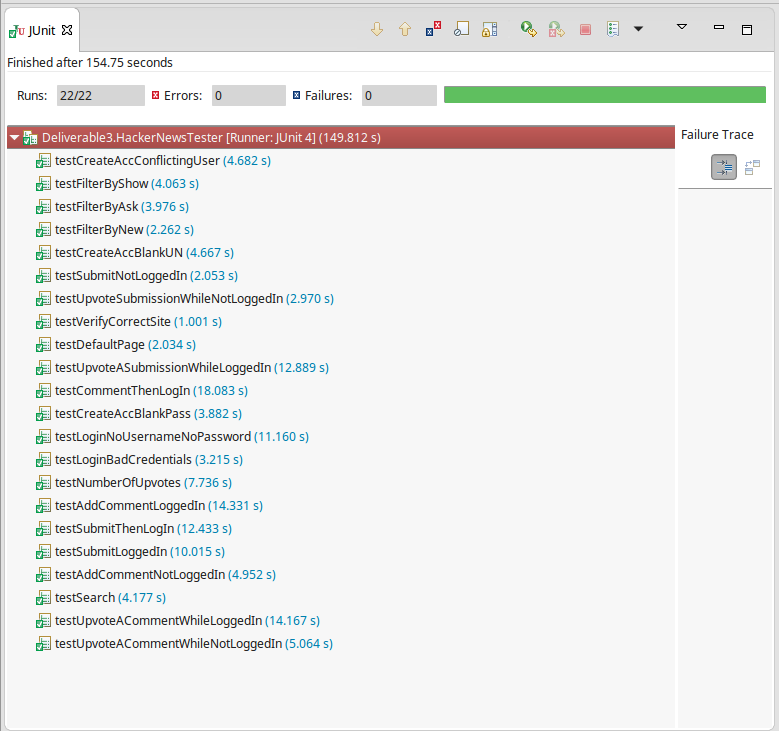 JUnit
Finished after 154.75 seconds
Runs: 22/22 Errors: 0 Failures: 0
Deliverable3.HackerNewsTester [Runner: JUnit 4] (149.812 s)
Failure Trace
testCreateAccConflictingUser (4.682 s)
testFilterByShow (4.063 s)
testFilterByAsk (3.976 s)
testFilterByNew (2.262 s)
testCreateAccBlankUN (4.667 s)
testSubmitNotLoggedIn (2.053 s)
testUpvoteSubmissionWhileNotLoggedIn (2.970 s)
testVerifyCorrectSite (1.001 s)
testDefaultPage (2.034 s)
testUpvoteASubmissionWhileLoggedIn (12.889 s)
testCommentThenLogIn (18.083 s)
testCreateAccBlankPass (3.882 s)
testLoginNoUsernameNoPassword (11.160 s)
testLoginBadCredentials (3.215 s)
testNumberOfUpvotes (7.736 s)
testAddCommentLoggedIn (14.331 s)
testSubmitThenLogIn (12.433 s)
testSubmitLoggedIn (10.015 s)
testAddCommentNotLoggedIn (4.952 s)
testSearch (4.177 s)
testUpvoteACommentWhileLoggedIn (14.167 s)
testUpvoteACommentWhileNotLoggedIn (5.064 s)